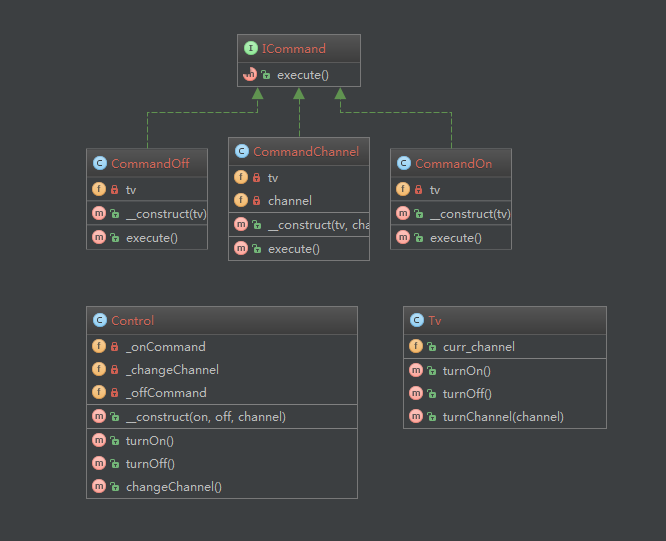 I ICommand
m execute()
C CommandOff
f tv
m __construct(tv)
m execute()
C CommandChannel
f tv
f channel
m __construct(tv, cha
m execute()
C CommandOn
f tv
m __construct(tv)
m execute()
C Control
f _onCommand
f _changeChannel
f _offCommand
m __construct(on, off, channel)
m turnOn()
m turnOff()
m changeChannel()
C Tv
f curr_channel
m turnOn()
m turnOff()
m turnChannel(channel)